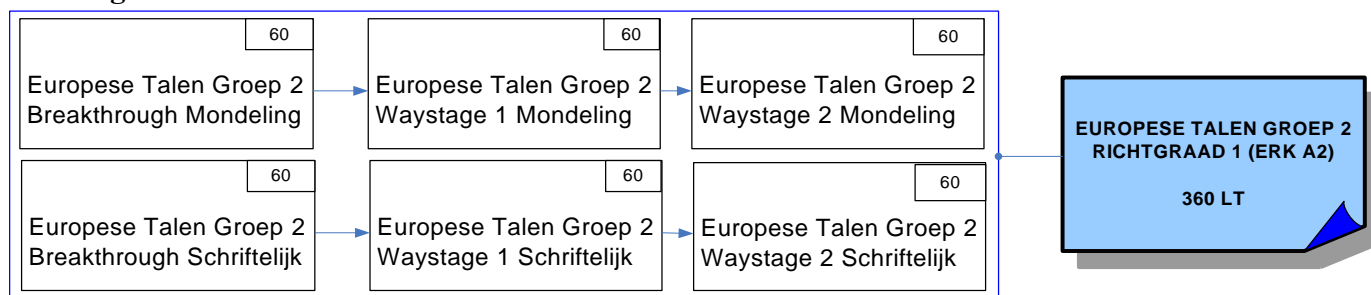 60
Europese Talen Groep 2
Breakthrough Mondeling
60
Europese Talen Groep 2
Waystage 1 Mondeling
60
Europese Talen Groep 2
Waystage 2 Mondeling
60
Europese Talen Groep 2
Breakthrough Schriftelijk
60
Europese Talen Groep 2
Waystage 1 Schriftelijk
60
Europese Talen Groep 2
Waystage 2 Schriftelijk
EUROPESE TALEN GROEP 2
RICHTGRAAD 1 (ERK A2)
360 LT